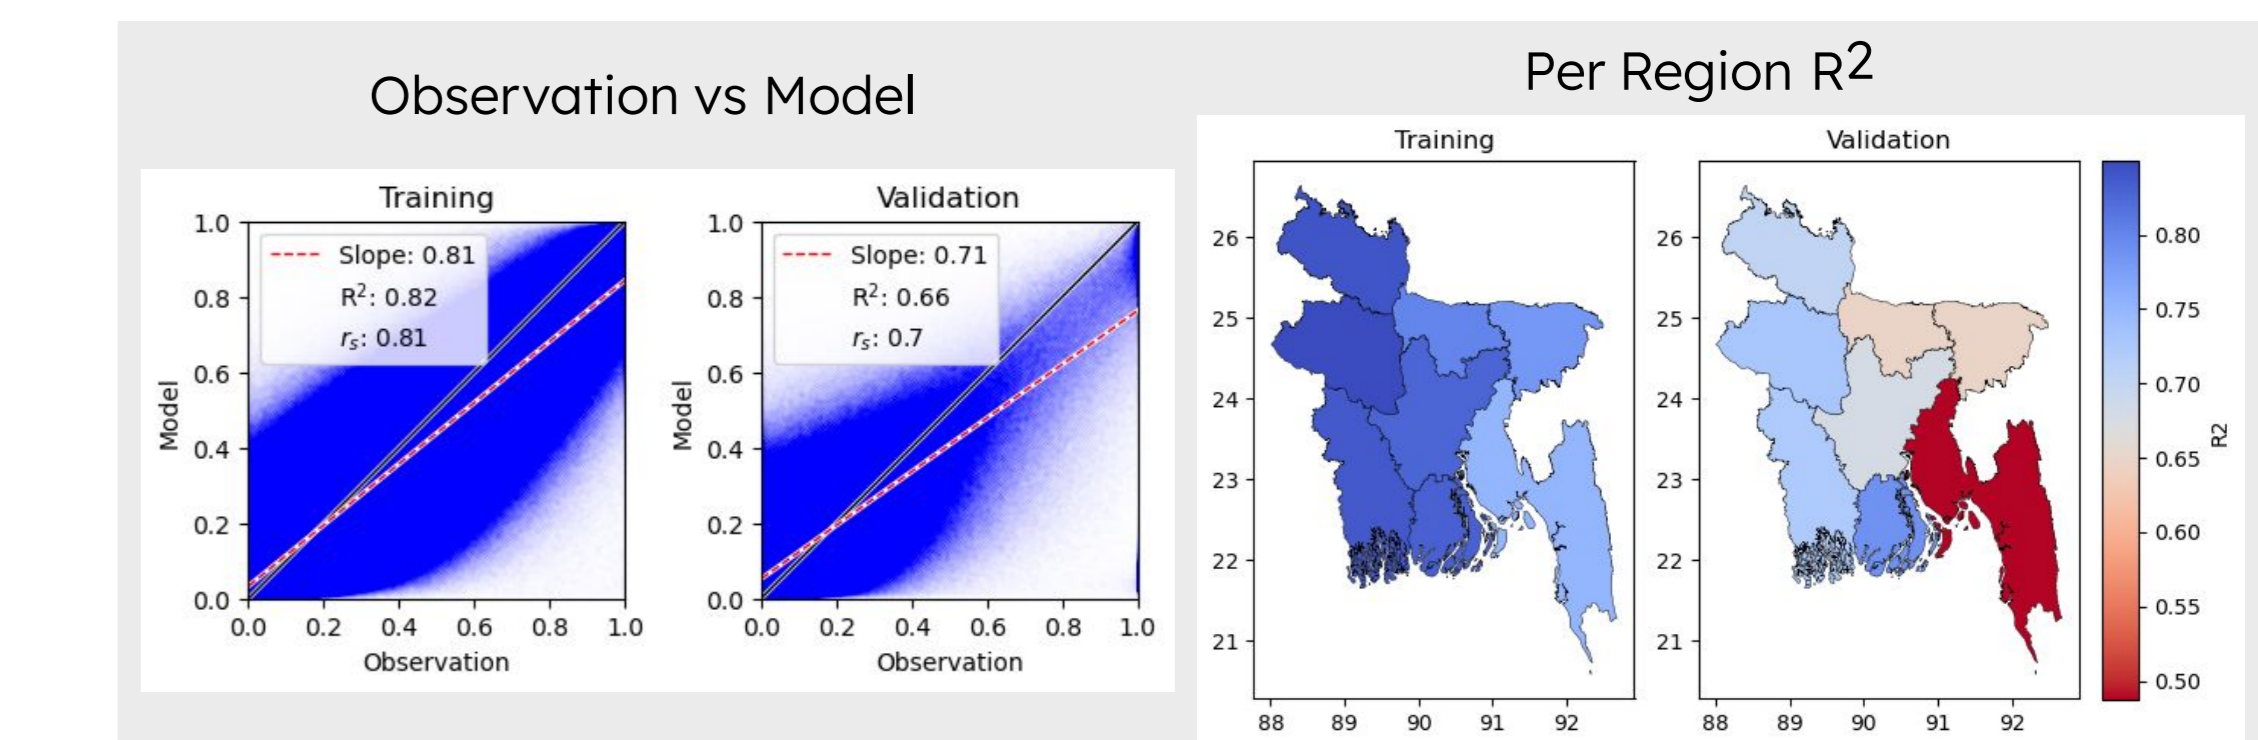 Observation vs Model
Training
Slope: 0.81
R²: 0.82
rₛ: 0.81
1.0
0.8
0.6
0.4
0.2
0.0
Model
0.0 0.2 0.4 0.6 0.8 1.0
Observation
Validation
Slope: 0.71
R²: 0.66
rₛ: 0.7
1.0
0.8
0.6
0.4
0.2
0.0
Model
0.0 0.2 0.4 0.6 0.8 1.0
Observation
Per Region R²
Training
26
25
24
23
22
21
88 89 90 91 92
Validation
26
25
24
23
22
21
88 89 90 91 92
0.80
0.75
0.70
0.65
0.60
0.55
0.50
R2